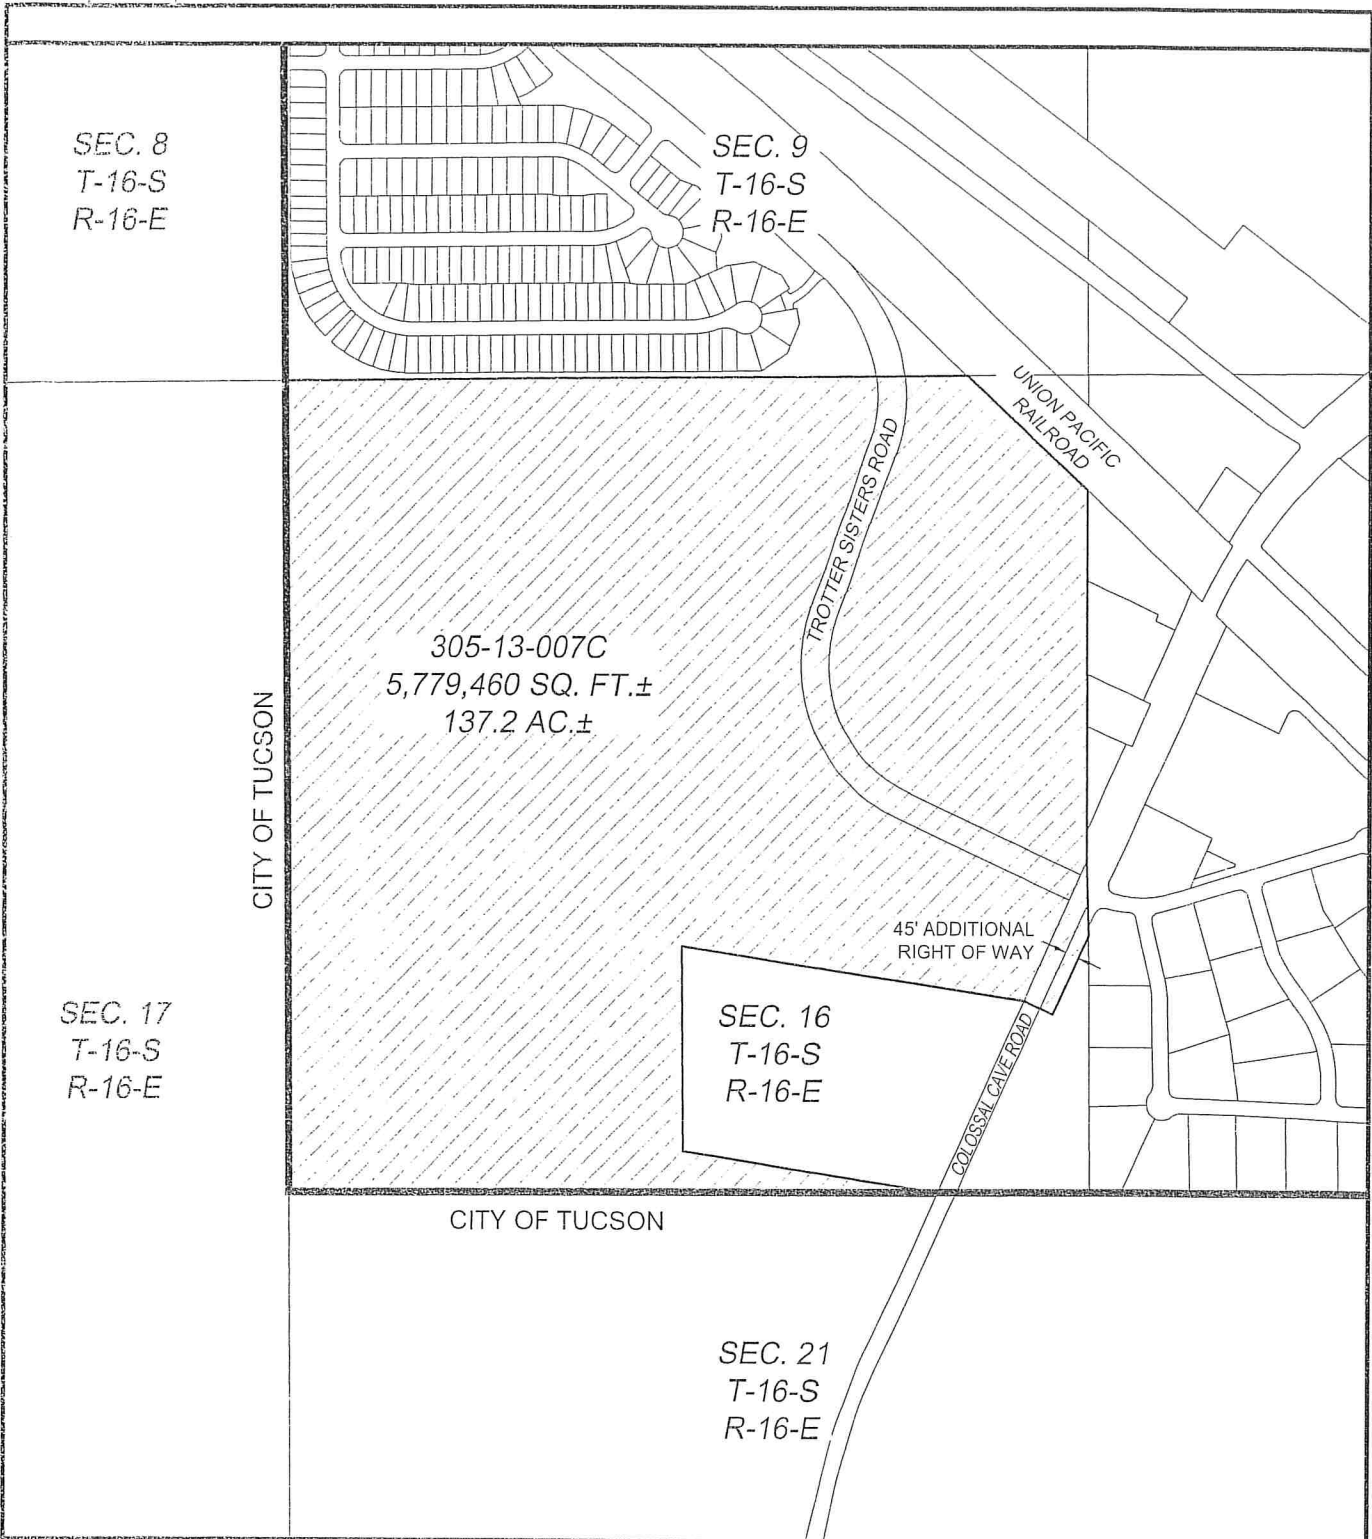 SEC. 8
T-16-S
R-16-E
SEC. 9
T-16-S
R-16-E
UNION PACIFIC
RAILROAD
TROTTER SISTERS ROAD
305-13-007C
5,779,460 SQ. FT.±
137.2 AC.±
CITY OF TUCSON
45' ADDITIONAL
RIGHT OF WAY
SEC. 17
T-16-S
R-16-E
SEC. 16
T-16-S
R-16-E
COLOSSAL CAVE ROAD
CITY OF TUCSON
SEC. 21
T-16-S
R-16-E